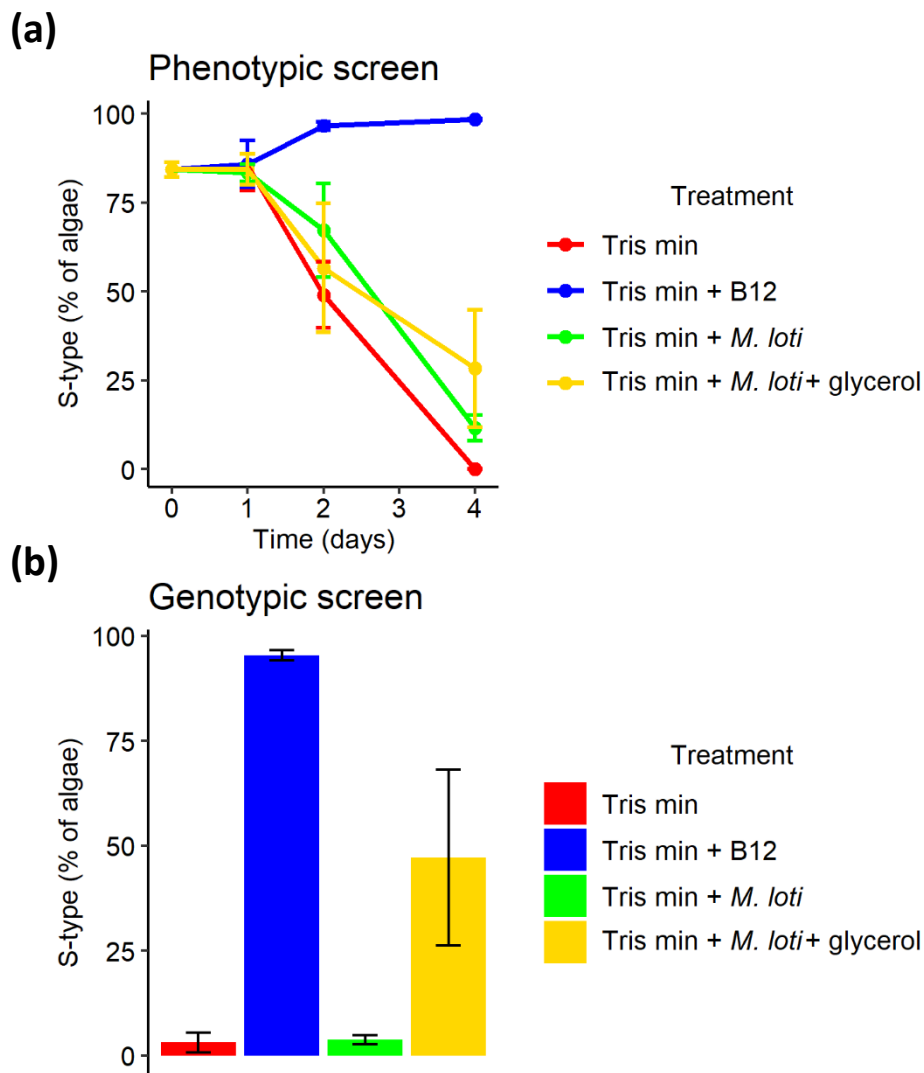 (a)
Phenotypic screen
100
75
50
25
0
S-type (% of algae)
0 1 2 3 4
Time (days)
Treatment
Tris min
Tris min + B12
Tris min + M. loti
Tris min + M. loti + glycerol
(b)
Genotypic screen
100
75
50
25
0
S-type (% of algae)
Treatment
Tris min
Tris min + B12
Tris min + M. loti
Tris min + M. loti + glycerol